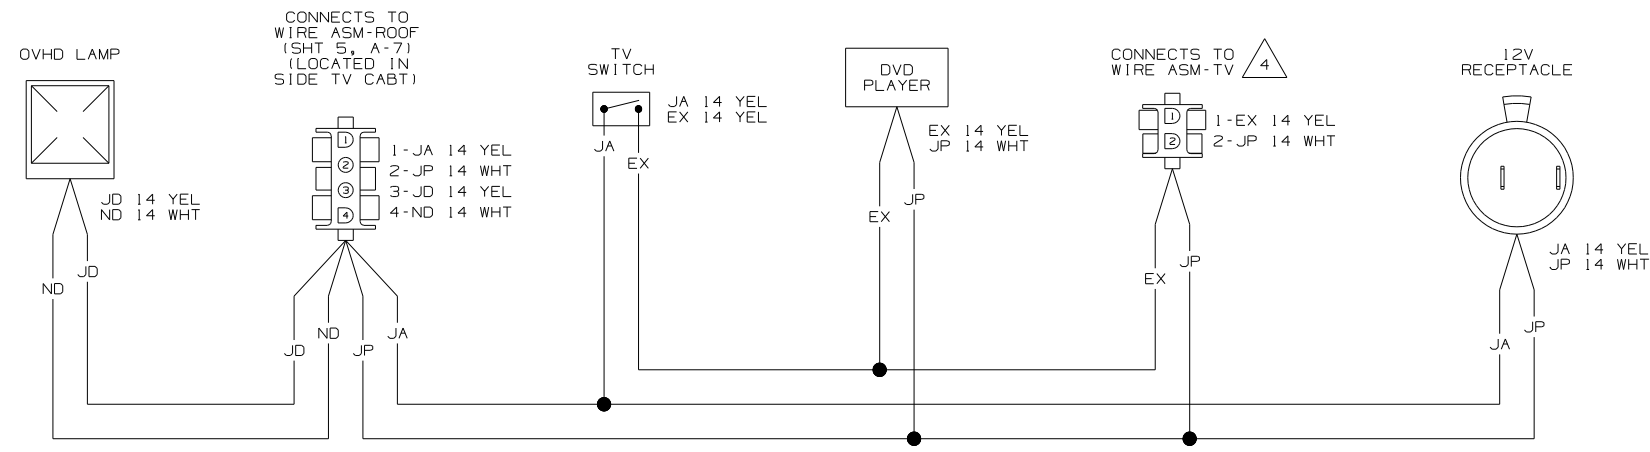 OVHD LAMP
JD 14 YEL
ND 14 WHT
ND
JD
CONNECTS TO
WIRE ASM-ROOF
(SHT 5, A-7)
(LOCATED IN
SIDE TV CABT)
1
2
3
4
1-JA 14 YEL
2-JP 14 WHT
3-JD 14 YEL
4-ND 14 WHT
JD
ND
JP
JA
TV
SWITCH
JA 14 YEL
EX 14 YEL
JA
EX
DVD
PLAYER
EX 14 YEL
JP 14 WHT
EX
JP
CONNECTS TO
WIRE ASM-TV
4
1
2
1-EX 14 YEL
2-JP 14 WHT
EX
JP
12V
RECEPTACLE
JA 14 YEL
JP 14 WHT
JA
JP